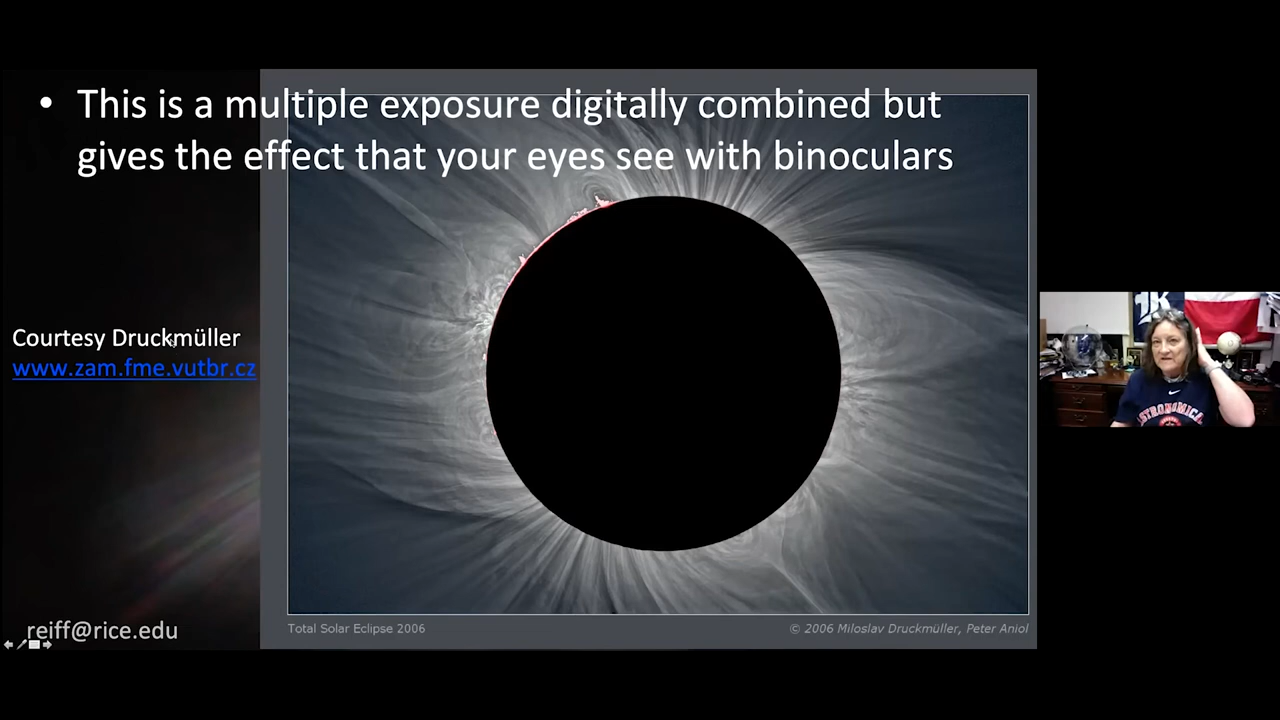 • This is a multiple exposure digitally combined but
gives the effect that your eyes see with binoculars
Courtesy Druckmüller
www.zam.fme.vutbr.cz
reiff@rice.edu
Total Solar Eclipse 2006
© 2006 Miloslav Druckmüller, Peter Aniol
R
ASTRONOMICAL